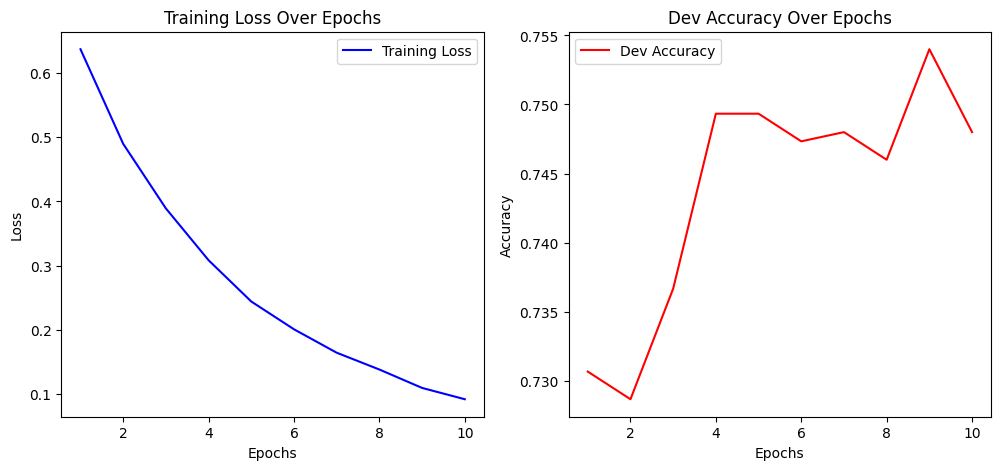 Training Loss Over Epochs
Training Loss
0.6
0.5
0.4
0.3
0.2
0.1
Loss
2 4 6 8 10
Epochs
Dev Accuracy Over Epochs
Dev Accuracy
0.755
0.750
0.745
0.740
0.735
0.730
Accuracy
2 4 6 8 10
Epochs